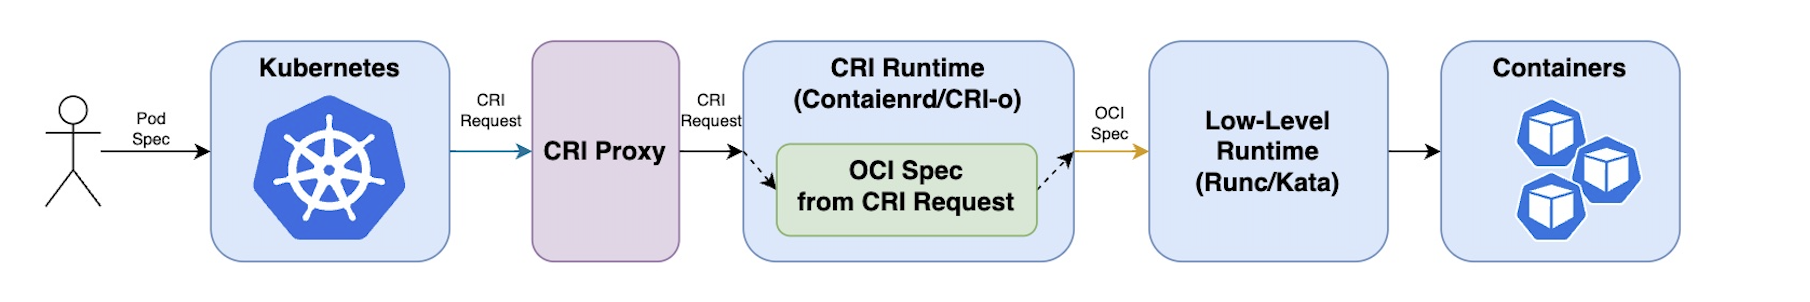 Pod
Spec
Kubernetes
CRI
Request
CRI Proxy
CRI
Request
CRI Runtime
(Contaienrd/CRI-o)
OCI Spec
from CRI Request
OCI
Spec
Low-Level
Runtime
(Runc/Kata)
Containers